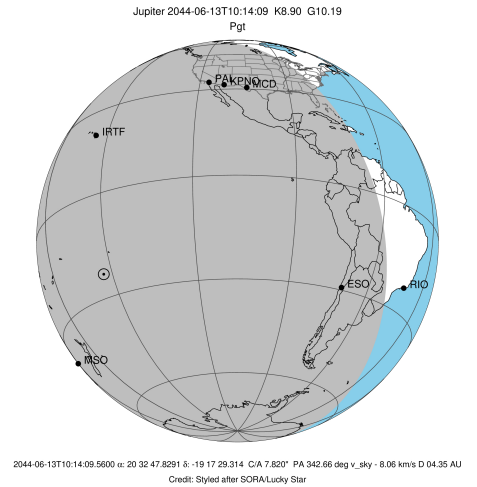 Jupiter 2044-06-13T10:14:09 K8.90 G10.19
Pgt
PAL
KPNO
MCD
IRTF
ESO
RIO
MSO
2044-06-13T10:14:09.5600 α: 20 32 47.8291 δ: -19 17 29.314 C/A 7.820" PA 342.66 deg v_sky - 8.06 km/s D 04.35 AU
Credit: Styled after SORA/Lucky Star